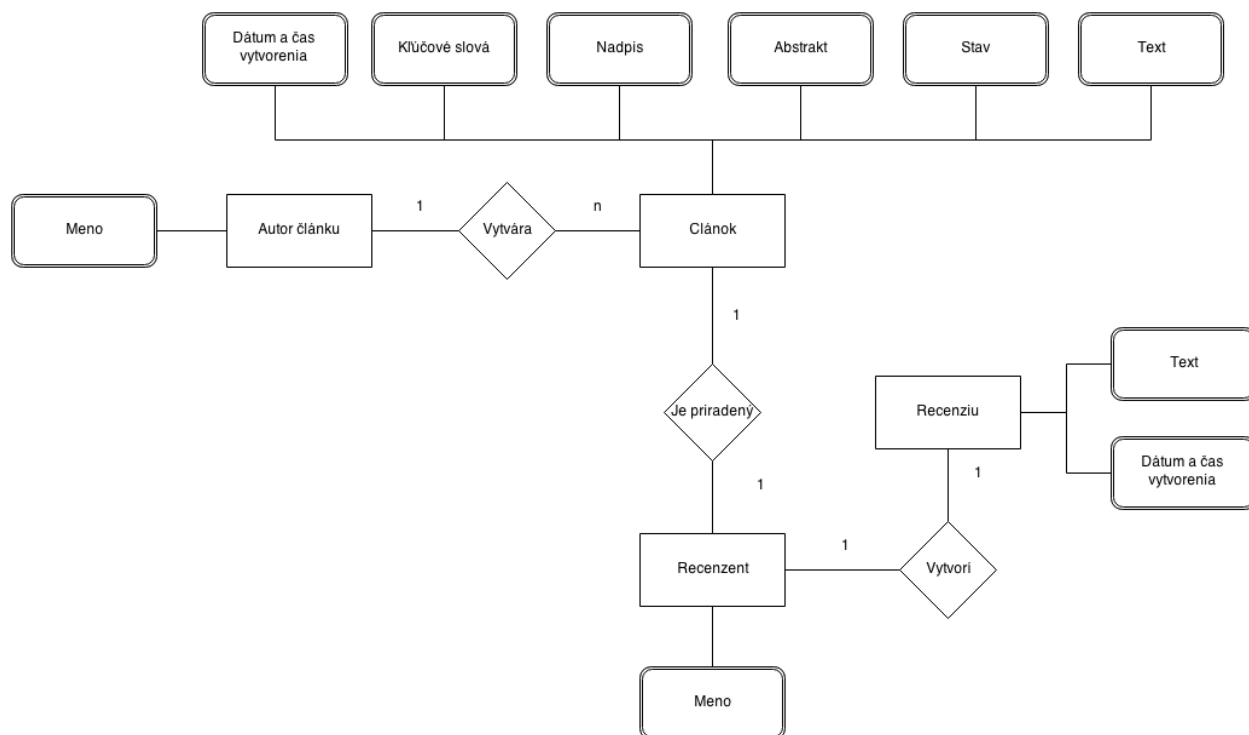 Dátum a čas
vytvorenia
Kľúčové slová
Nadpis
Abstrakt
Stav
Text
Meno
Autor článku
1
Vytvára
n
Clánok
1
Je priradený
1
Recenziu
Text
Dátum a čas
vytvorenia
1
Recenzent
1
Vytvorí
Meno